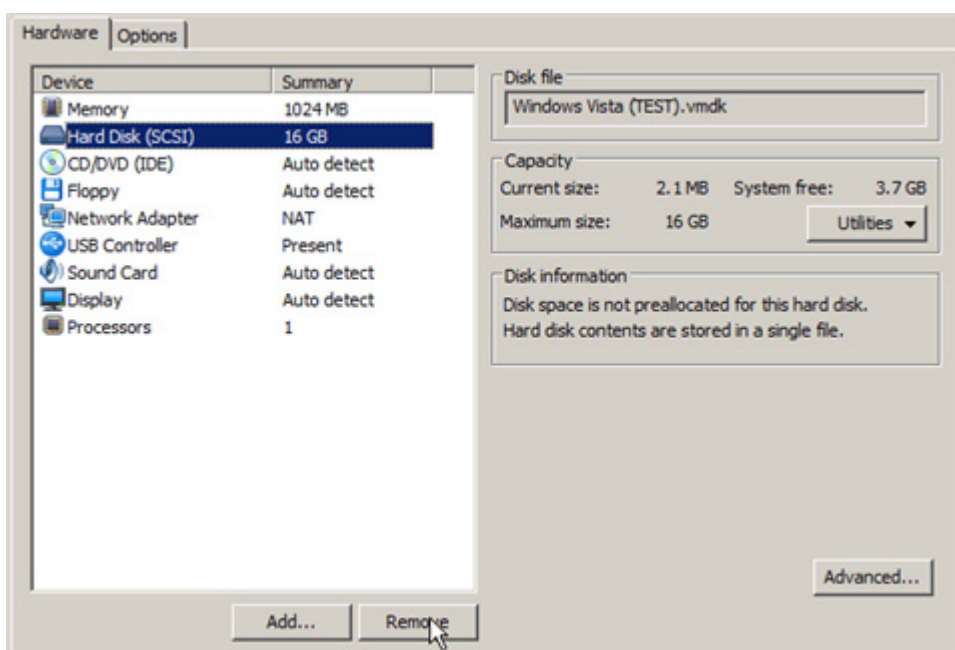 Hardware Options
Device Summary
Memory 1024 MB
Hard Disk (SCSI) 16 GB
CD/DVD (IDE) Auto detect
Floppy Auto detect
Network Adapter NAT
USB Controller Present
Sound Card Auto detect
Display Auto detect
Processors 1
Add... Remove
Disk file
Windows Vista (TEST).vmdk
Capacity
Current size: 2.1 MB System free: 3.7 GB
Maximum size: 16 GB Utilities
Disk information
Disk space is not preallocated for this hard disk.
Hard disk contents are stored in a single file.
Advanced...